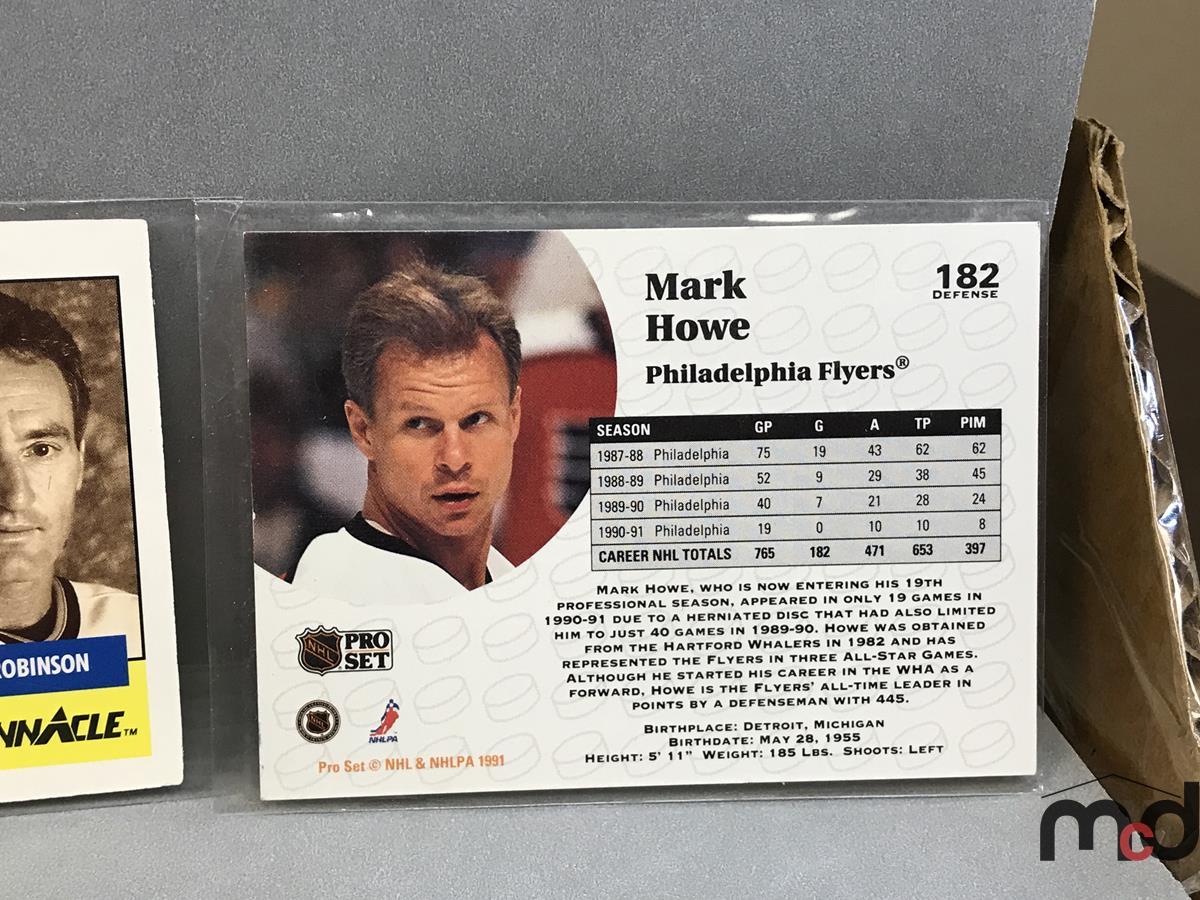 Mark
Howe
Philadelphia Flyers®
182
DEFENSE
SEASON GP G A TP PIM
1987-88 Philadelphia 75 19 43 62 62
1988-89 Philadelphia 52 9 29 38 45
1989-90 Philadelphia 40 7 21 28 24
1990-91 Philadelphia 19 0 10 10 8
CAREER NHL TOTALS 765 182 471 653 397
MARK HOWE, WHO IS NOW ENTERING HIS 19TH
PROFESSIONAL SEASON, APPEARED IN ONLY 19 GAMES IN
1990-91 DUE TO A HERNIATED DISC THAT HAD ALSO LIMITED
HIM TO JUST 40 GAMES IN 1989-90. HOWE WAS OBTAINED
FROM THE HARTFORD WHALERS IN 1982 AND HAS
REPRESENTED THE FLYERS IN THREE ALL-STAR GAMES.
ALTHOUGH HE STARTED HIS CAREER IN THE WHA AS A
FORWARD, HOWE IS THE FLYERS' ALL-TIME LEADER IN
POINTS BY A DEFENSEMAN WITH 445.
BIRTHPLACE: DETROIT, MICHIGAN
BIRTHDATE: MAY 28, 1955
HEIGHT: 5' 11" WEIGHT: 185 LBS. SHOOTS: LEFT
NHL PRO
SET
NHLPA
Pro Set © NHL & NHLPA 1991
ROBINSON
NNACLE™
mcd